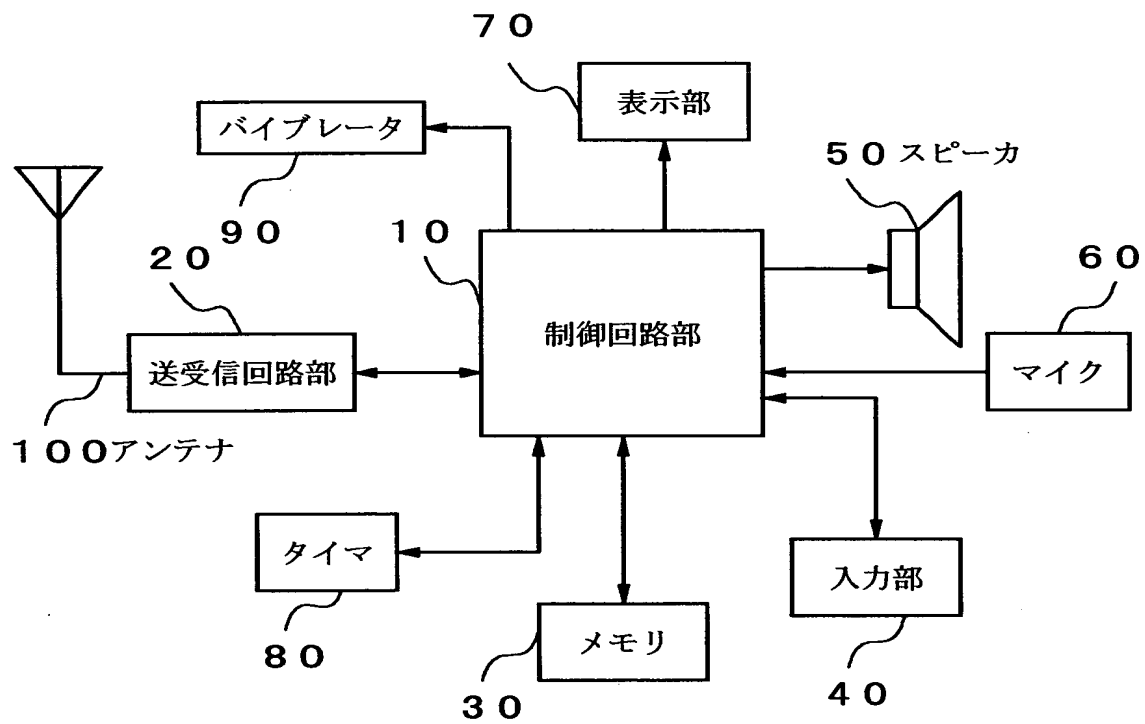 ７０
表示部
バイブレータ
９０
５０スピーカ
１０
２０
６０
制御回路部
マイク
送受信回路部
１００アンテナ
タイマ
８０
入力部
４０
メモリ
３０